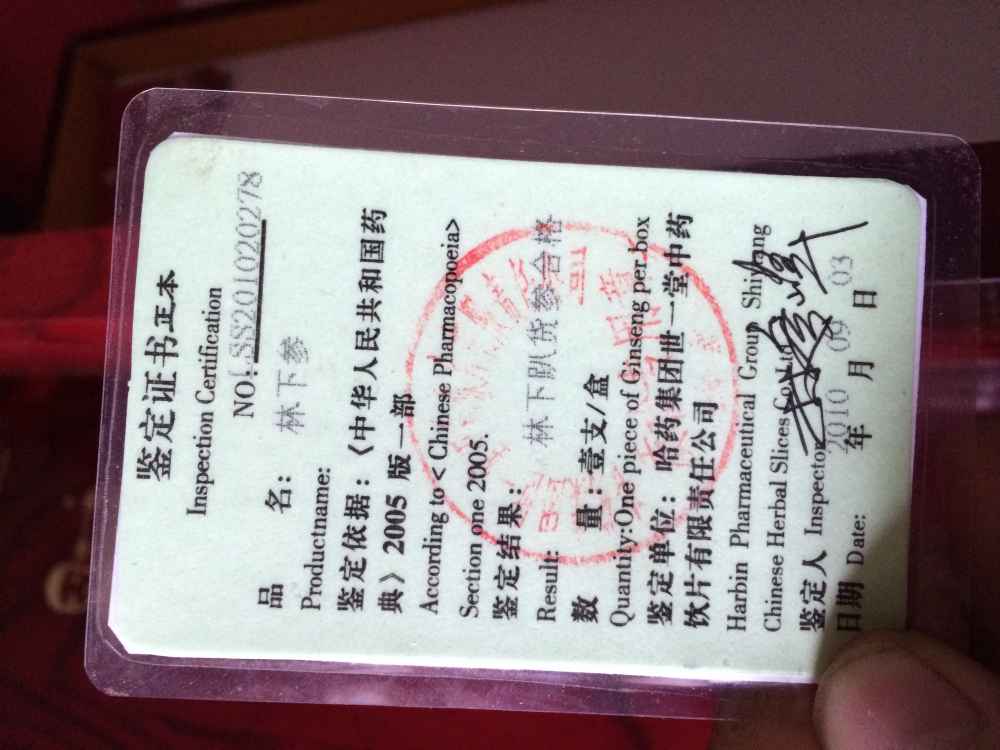 鉴定证书正本
Inspection Certification
NO: SS201020278
品 名： 林下参
Productname:
鉴定依据：《中华人民共和国药
典》2005 版一部
According to< Chinese Pharmacopoeia>
Section one 2005.
鉴定结果：
Result: 林下趴货参合格
数 量：壹支/盒
Quantity:One piece of Ginseng per box
鉴定单位：哈药集团世一堂中药
饮片有限责任公司
Harbin Pharmaceutical Group Shiyitang
Chinese Herbal Slices Co.Ltd
鉴定人 Inspector
日期 Date: 2010 年 09 月 03 日